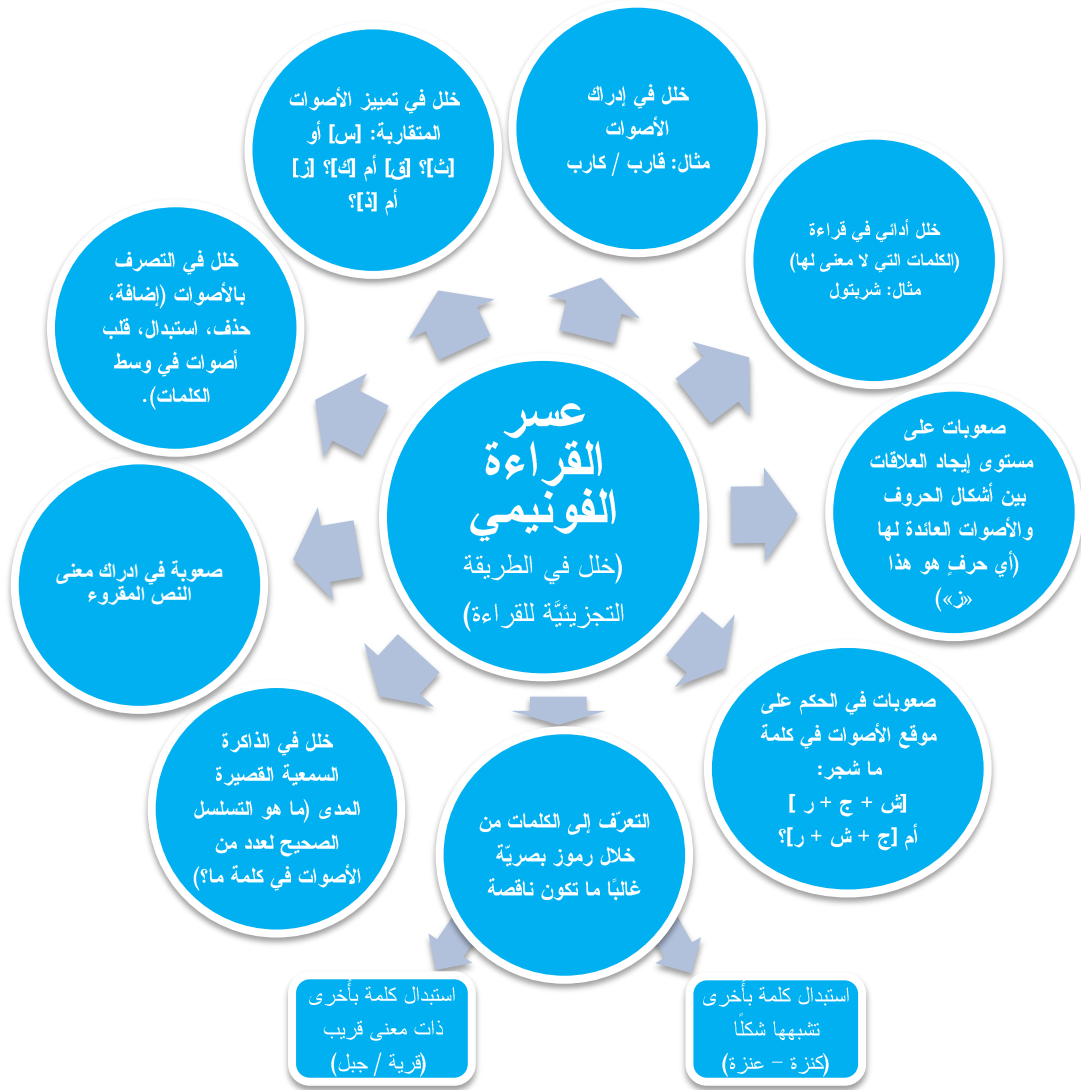 عسر
القراءة
الفونيمي
(خلل في الطريقة
التجزيئيَّة للقراءة)
خلل في إدراك
الأصوات
مثال: قارب / كارب
خلل أدائي في قراءة
(الكلمات التي لا معنى لها)
مثال: شربتول
صعوبات على
مستوى إيجاد العلاقات
بين أشكال الحروف
والأصوات العائدة لها
(أي حرفٍ هو هذا
«ز»)
صعوبات في الحكم على
موقع الأصوات في كلمة
ما شجر:
[ش + ج + ر ]
أم [ج + ش + ر]؟
التعرّف إلى الكلمات من
خلال رموز بصريّة
غالبًا ما تكون ناقصة
استبدال كلمة بأخرى
تشبهها شكلًا
(كنزة – عنزة)
استبدال كلمة بأُخرى
ذات معنى قريب
(قرية / جبل)
خلل في الذاكرة
السمعية القصيرة
المدى (ما هو التسلسل
الصحيح لعدد من
الأصوات في كلمة ما؟)
صعوبة في ادراك معنى
النص المقروء
خلل في التصرف
بالأصوات (إضافة،
حذف، استبدال، قلب
أصوات في وسط
الكلمات).
خلل في تمييز الأصوات
المتقاربة: [س] أو
[ث]؟ [ق] أم [ك]؟ [ز]
أم [ذ]؟